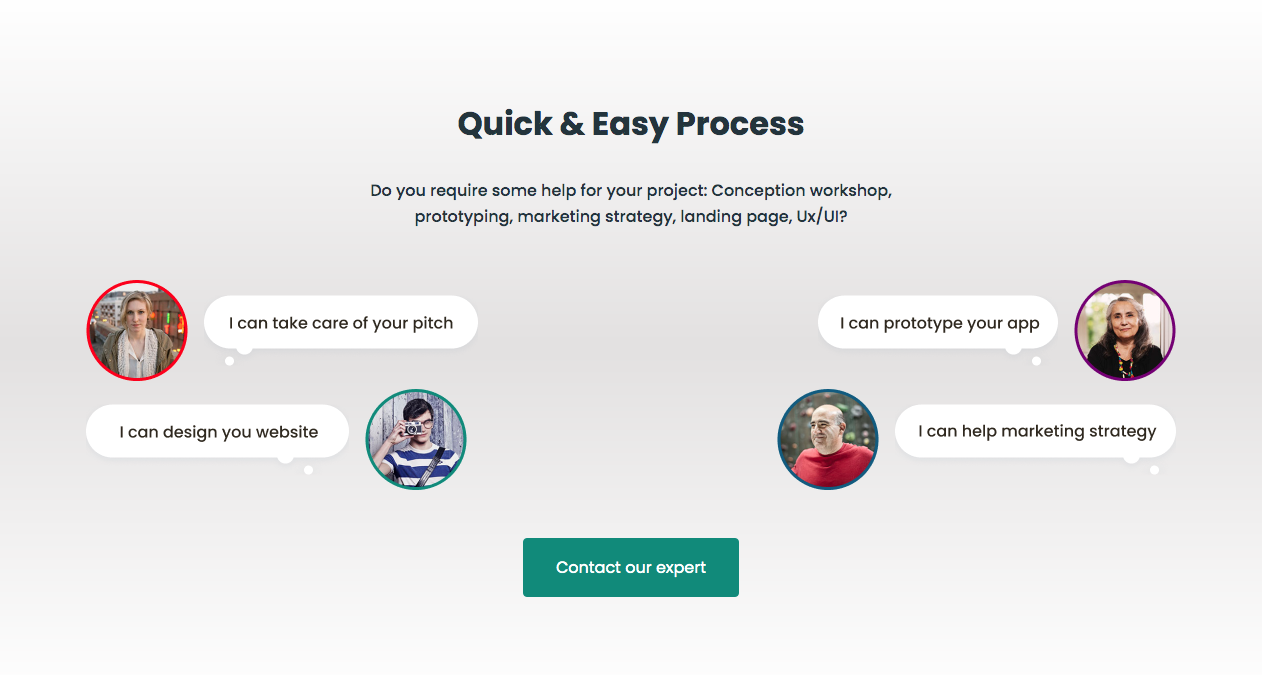 Quick & Easy Process
Do you require some help for your project: Conception workshop,
prototyping, marketing strategy, landing page, Ux/UI?
I can take care of your pitch
I can prototype your app
I can design you website
I can help marketing strategy
Contact our expert